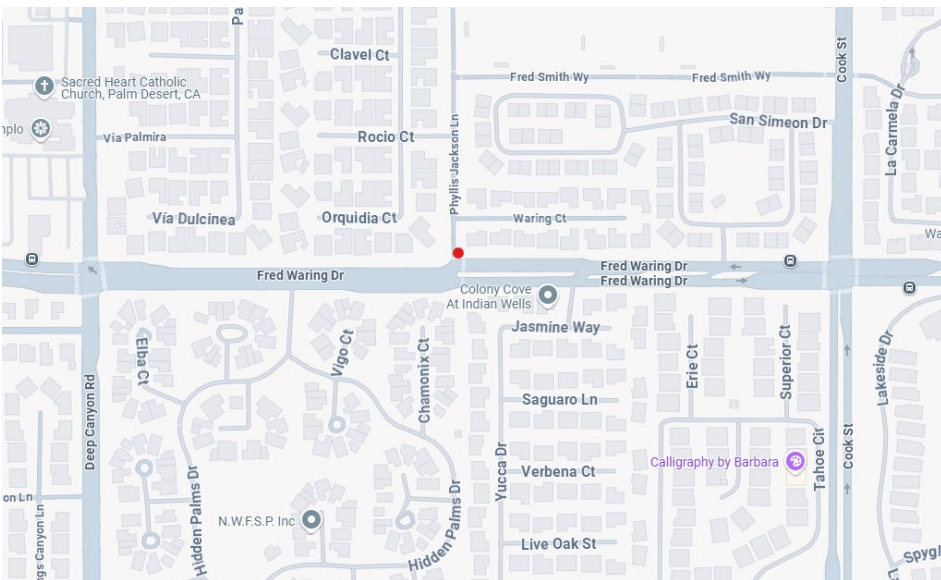 Pa
Clavel Ct
Cook St
Sacred Heart Catholic
Church, Palm Desert, CA
Fred Smith Wy
Fred Smith Wy
La Carmela Dr
mplo
Vía Palmira
Rocio Ct
Phyllis Jackson Ln
San Simeon Dr
Vía Dulcinea
Orquidia Ct
Waring Ct
Wa
Fred Waring Dr
Fred Waring Dr
Fred Waring Dr
Colony Cove
At Indian Wells
Elba Ct
Vigo Ct
Chamonix Ct
Jasmine Way
Erie Ct
Superior Ct
Lakeside Dr
Deep Canyon Rd
Saguaro Ln
Yucca Dr
Verbena Ct
Calligraphy by Barbara
Tahoe Cir
Cook St
on Ln
Hidden Palms Dr
N.W.F.S.P. Inc
Hidden Palms Dr
Live Oak St
ngs Canyon Ln
Spygl